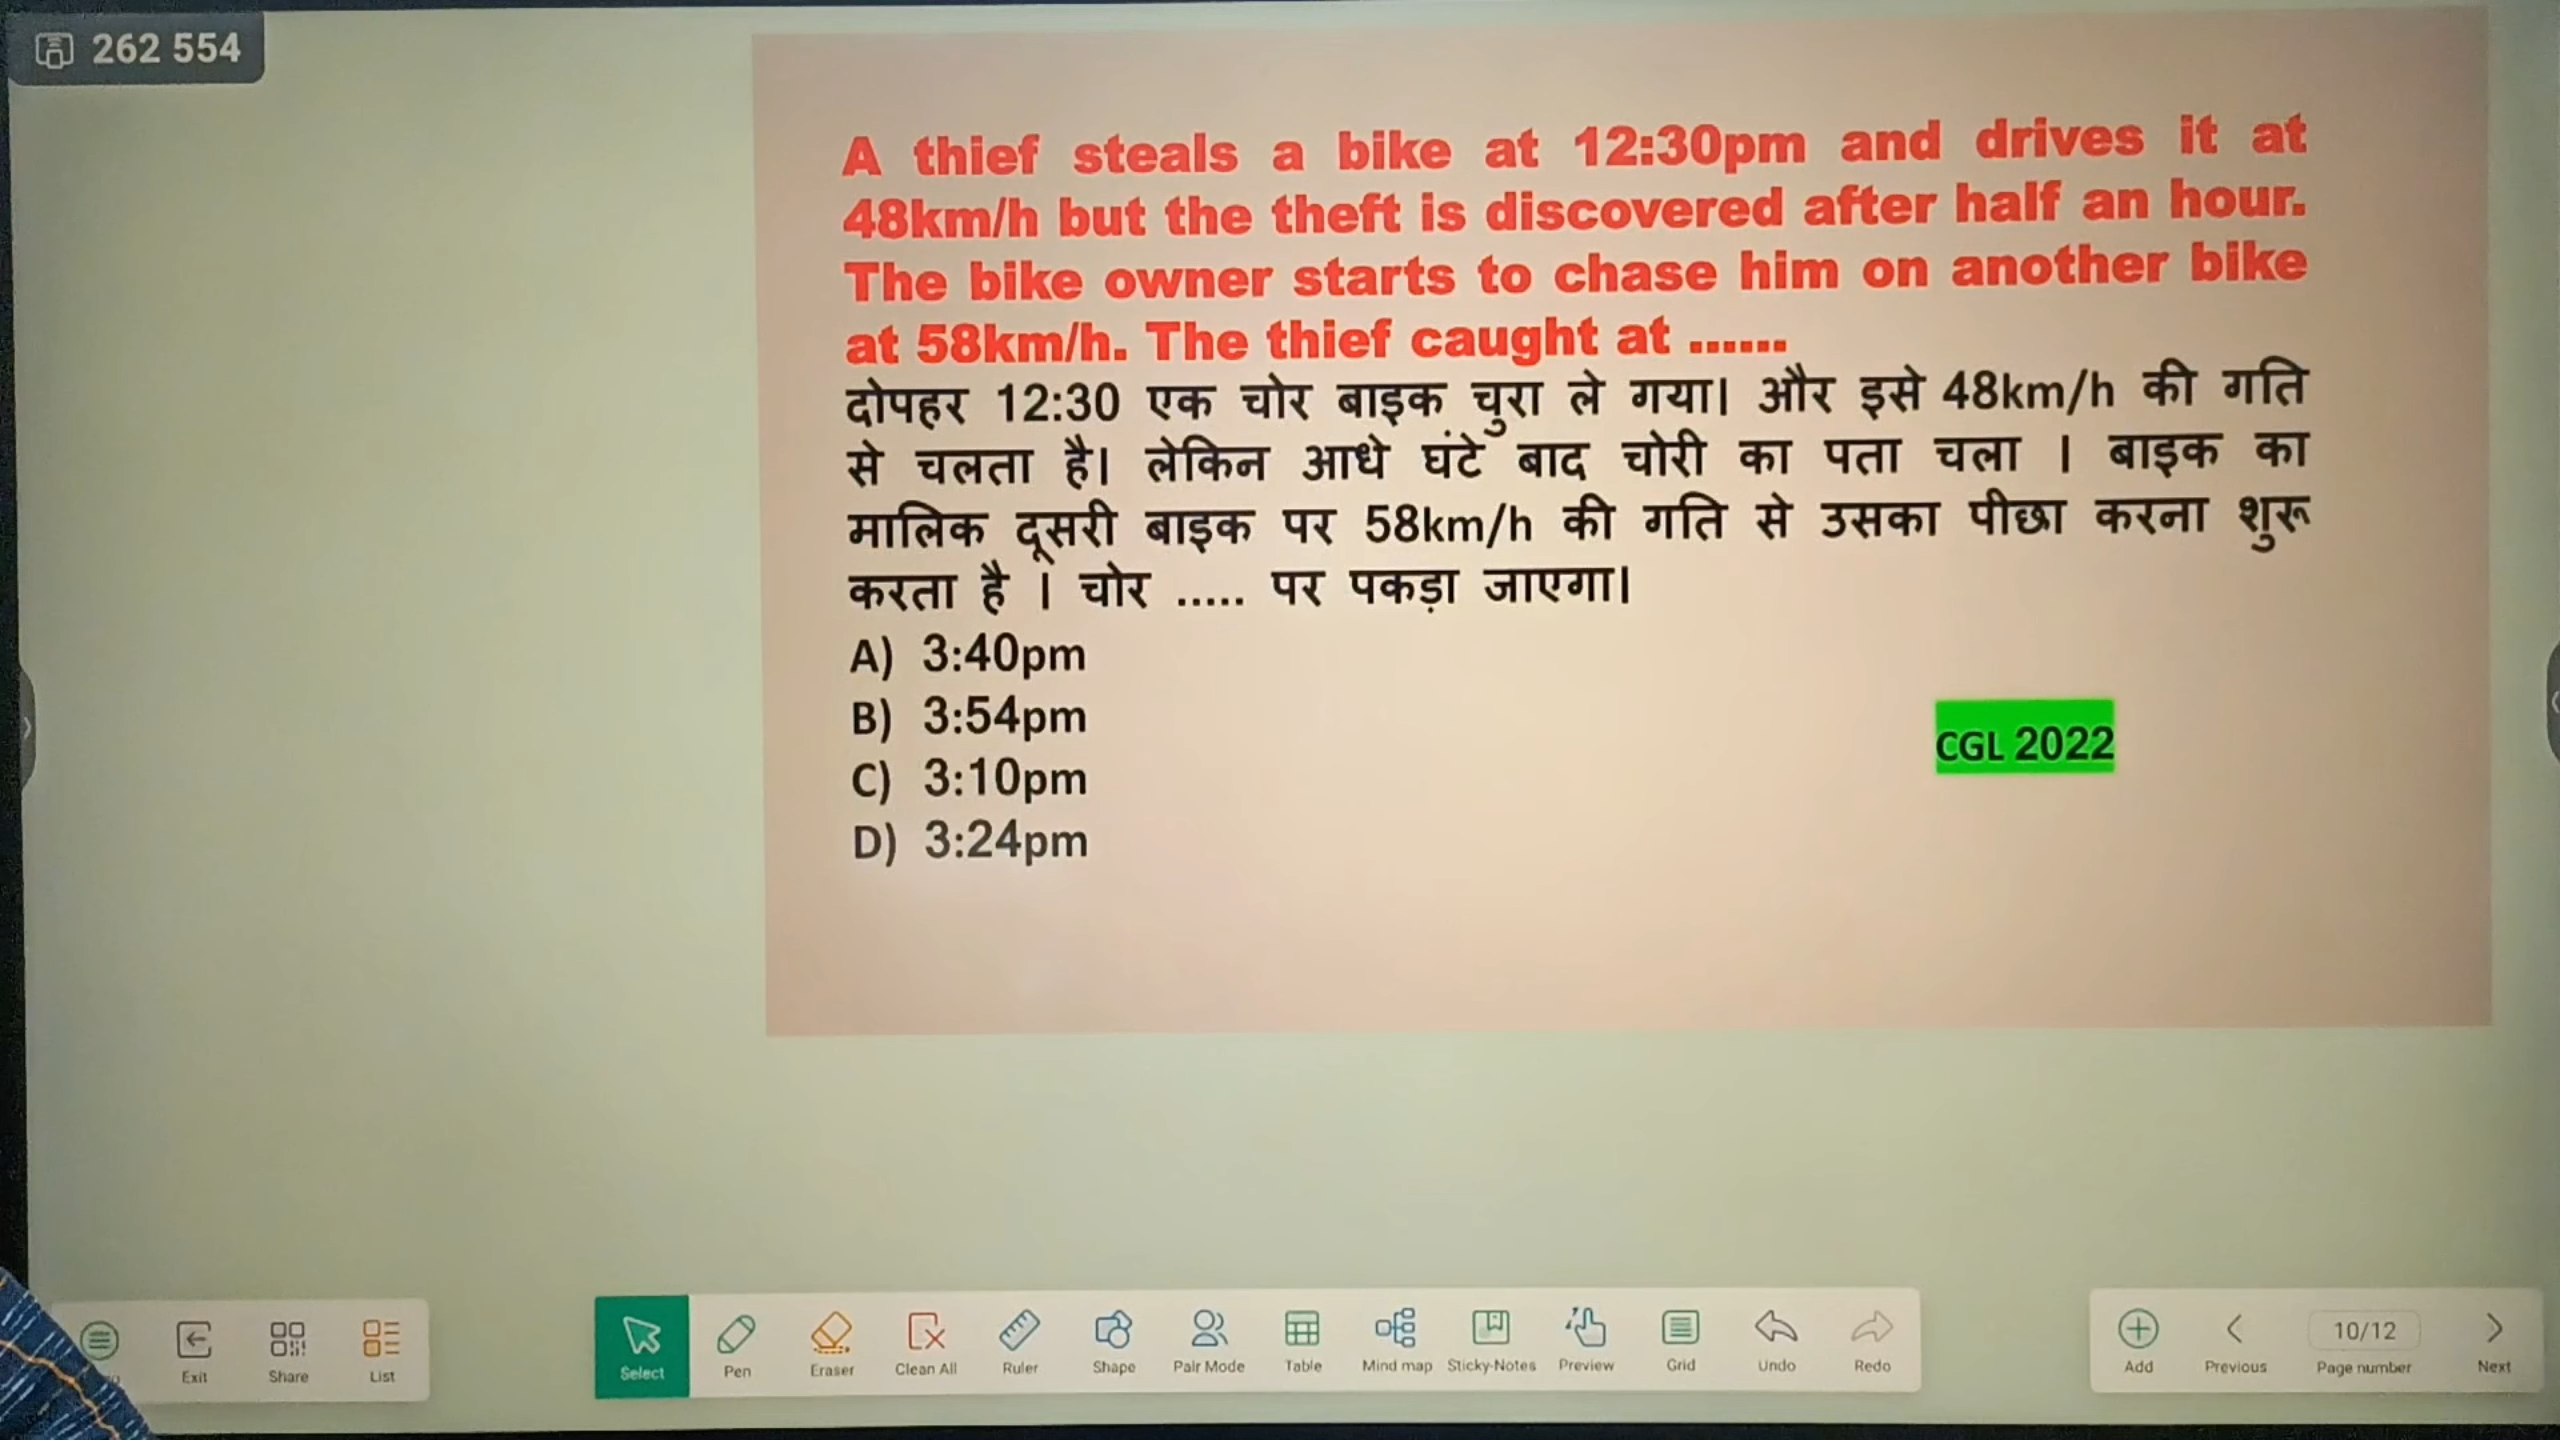 262 554
A thief steals a bike at 12:30pm and drives it at
48km/h but the theft is discovered after half an hour.
The bike owner starts to chase him on another bike
at 58km/h. The thief caught at ......
दोपहर 12:30 एक चोर बाइक चुरा ले गया। और इसे 48km/h की गति
से चलता है। लेकिन आधे घंटे बाद चोरी का पता चला । बाइक का
मालिक दूसरी बाइक पर 58km/h की गति से उसका पीछा करना शुरू
करता है । चोर ..... पर पकड़ा जाएगा।
A) 3:40pm
B) 3:54pm
C) 3:10pm
D) 3:24pm
CGL 2022
Exit Share List
Select Pen Eraser Clean All Ruler Shape Pair Mode Table Mind map Sticky-Notes Preview Grid Undo Redo
10/12
Add Previous Page number Next